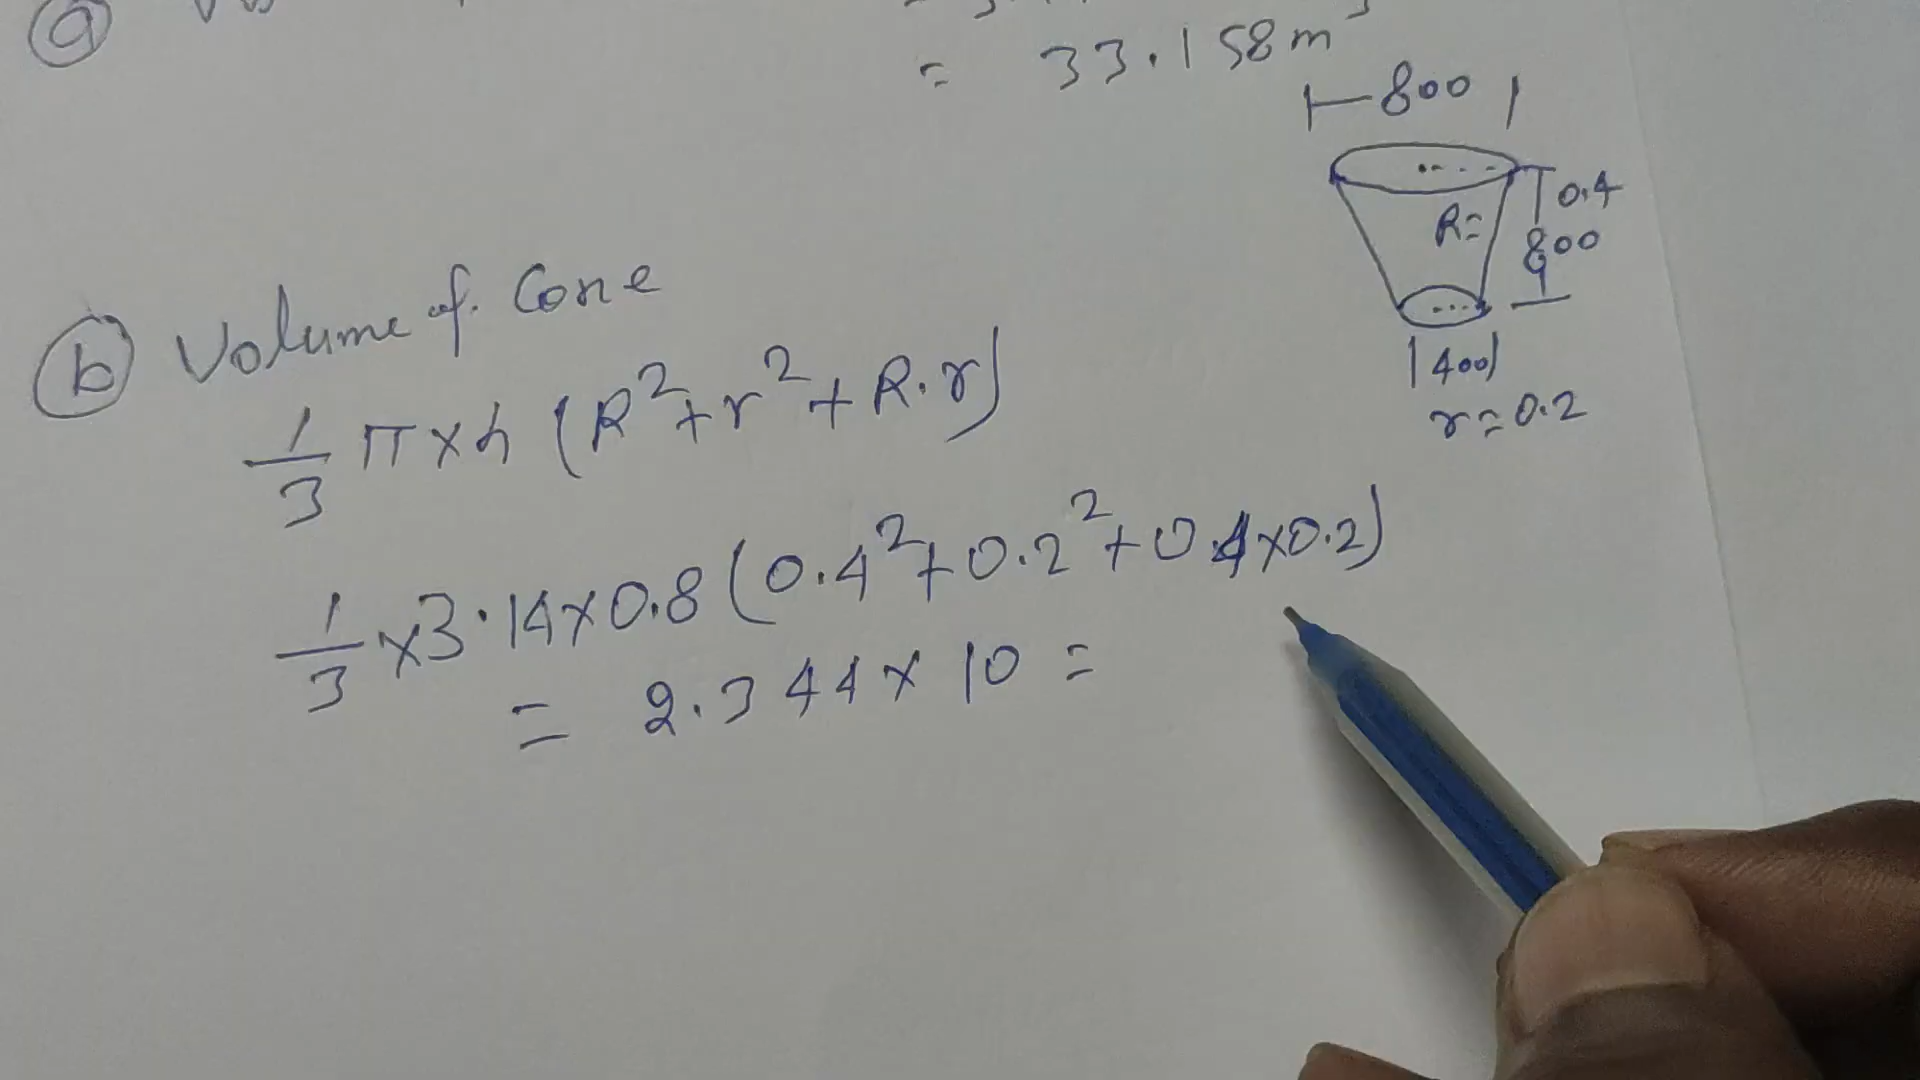 a
= 33.158m³
800
0.4
R=
800
400
r=0.2
b Volume of. Cone
1/3 π×h (R²+r²+R.r)
1/3 ×3.14×0.8(0.4²+0.2²+0.4×0.2)
= 2.344×10=